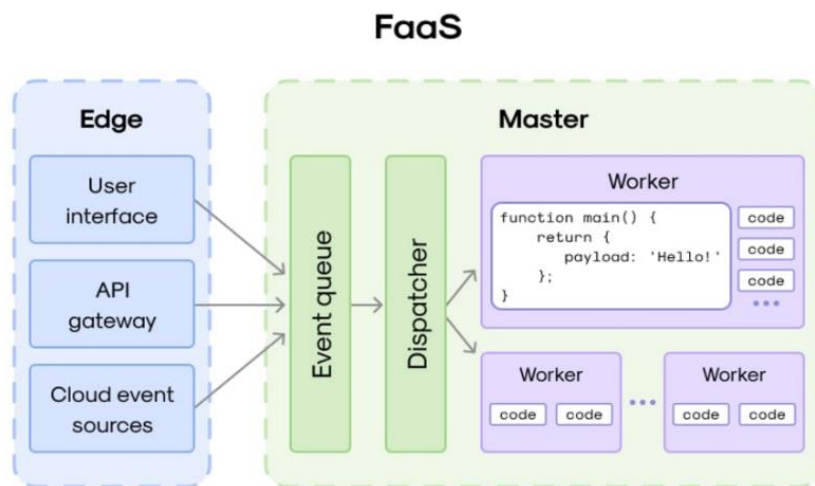 FaaS
Edge
User
interface
API
gateway
Cloud event
sources
Master
Event queue
Dispatcher
Worker
function main() {
    return {
        payload: 'Hello!'
    };
}
code
code
code
Worker
code code
Worker
code code